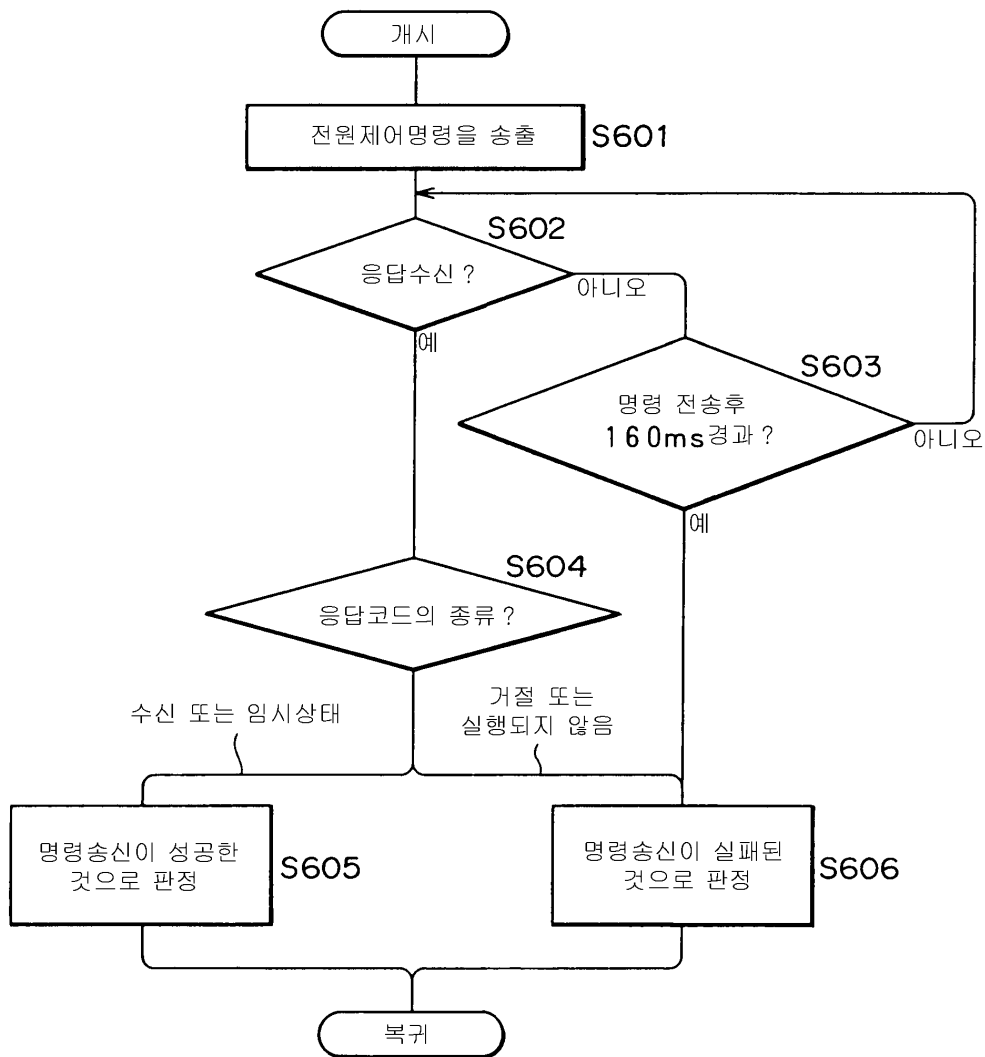 개시
전원제어명령을 송출
S601
S602
응답수신?
아니오
예
S603
명령 전송후
160ms경과?
아니오
예
S604
응답코드의 종류?
수신 또는 임시상태
거절 또는
실행되지 않음
명령송신이 성공한
것으로 판정
S605
명령송신이 실패된
것으로 판정
S606
복귀